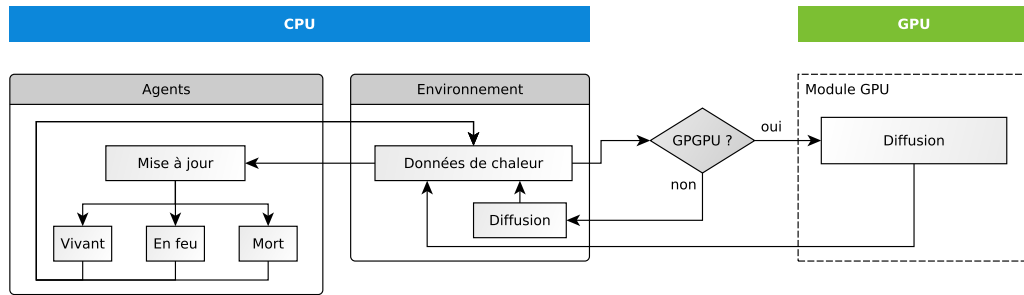 CPU
GPU
Agents
Environnement
Module GPU
oui
Mise à jour
Données de chaleur
GPGPU ?
Diffusion
non
Diffusion
Vivant
En feu
Mort